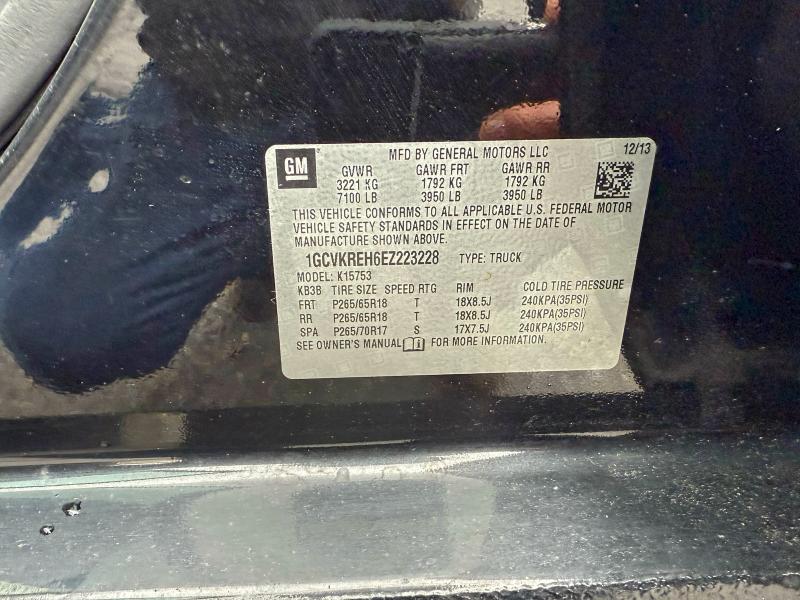 GM
MFD BY GENERAL MOTORS LLC 12/13
GVWR GAWR FRT GAWR RR
3221 KG 1792 KG 1792 KG
7100 LB 3950 LB 3950 LB
THIS VEHICLE CONFORMS TO ALL APPLICABLE U.S. FEDERAL MOTOR
VEHICLE SAFETY STANDARDS IN EFFECT ON THE DATE OF
MANUFACTURE SHOWN ABOVE.
1GCVKREH6EZ223228 TYPE: TRUCK
MODEL: K15753
KB3B TIRE SIZE SPEED RTG RIM COLD TIRE PRESSURE
FRT P265/65R18 T 18X8.5J 240KPA(35PSI)
RR P265/65R18 T 18X8.5J 240KPA(35PSI)
SPA P265/70R17 S 17X7.5J 240KPA(35PSI)
SEE OWNER'S MANUAL FOR MORE INFORMATION.